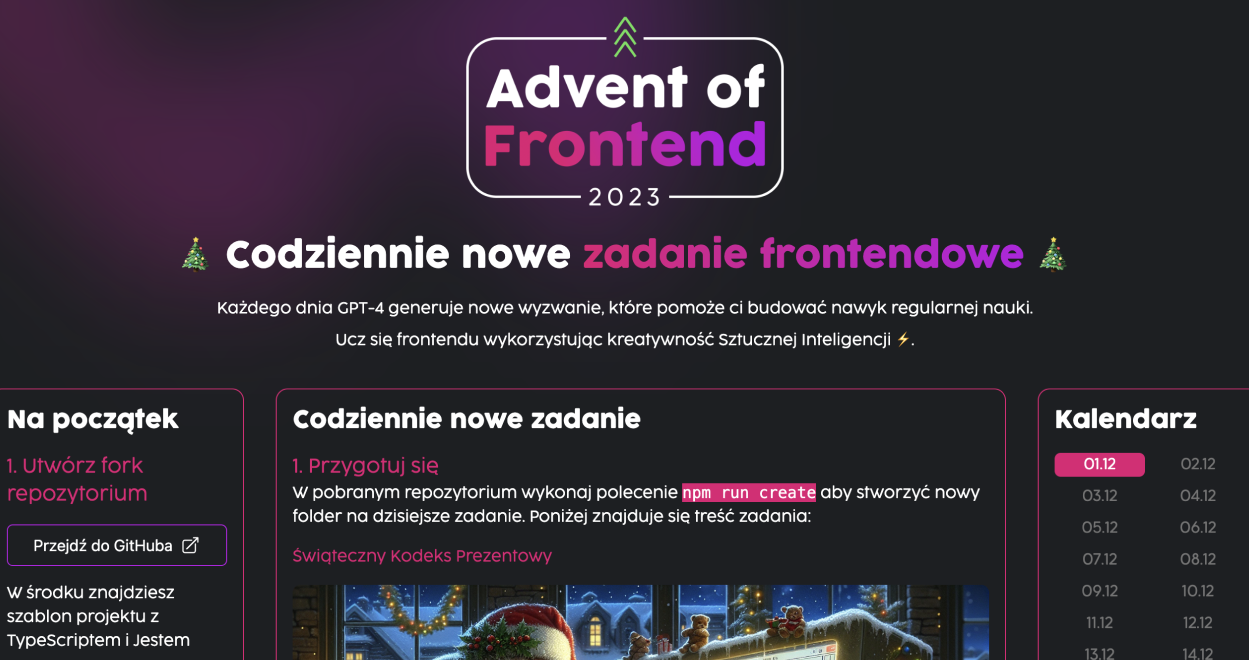 Advent of
Frontend
2023
Codziennie nowe zadanie frontendowe
Każdego dnia GPT-4 generuje nowe wyzwanie, które pomoże ci budować nawyk regularnej nauki.
Ucz się frontendu wykorzystując kreatywność Sztucznej Inteligencji ⚡.
Na początek
1. Utwórz fork
repozytorium
Przejdź do GitHuba
W środku znajdziesz
szablon projektu z
TypeScriptem i Jestem
Codziennie nowe zadanie
1. Przygotuj się
W pobranym repozytorium wykonaj polecenie npm run create aby stworzyć nowy
folder na dzisiejsze zadanie. Poniżej znajduje się treść zadania:
Świąteczny Kodeks Prezentowy
Kalendarz
01.12 02.12
03.12 04.12
05.12 06.12
07.12 08.12
09.12 10.12
11.12 12.12
13.12 14.12